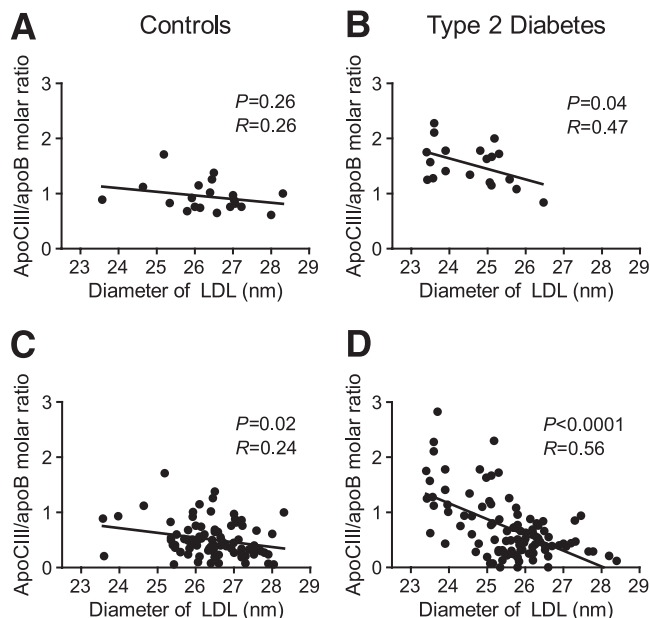 A Controls
B Type 2 Diabetes
ApoCIII/apoB molar ratio
3
2
1
0
P=0.26
R=0.26
23 24 25 26 27 28 29
Diameter of LDL (nm)
ApoCIII/apoB molar ratio
3
2
1
0
P=0.04
R=0.47
23 24 25 26 27 28 29
Diameter of LDL (nm)
C
ApoCIII/apoB molar ratio
3
2
1
0
P=0.02
R=0.24
23 24 25 26 27 28 29
Diameter of LDL (nm)
D
ApoCIII/apoB molar ratio
3
2
1
0
P<0.0001
R=0.56
23 24 25 26 27 28 29
Diameter of LDL (nm)